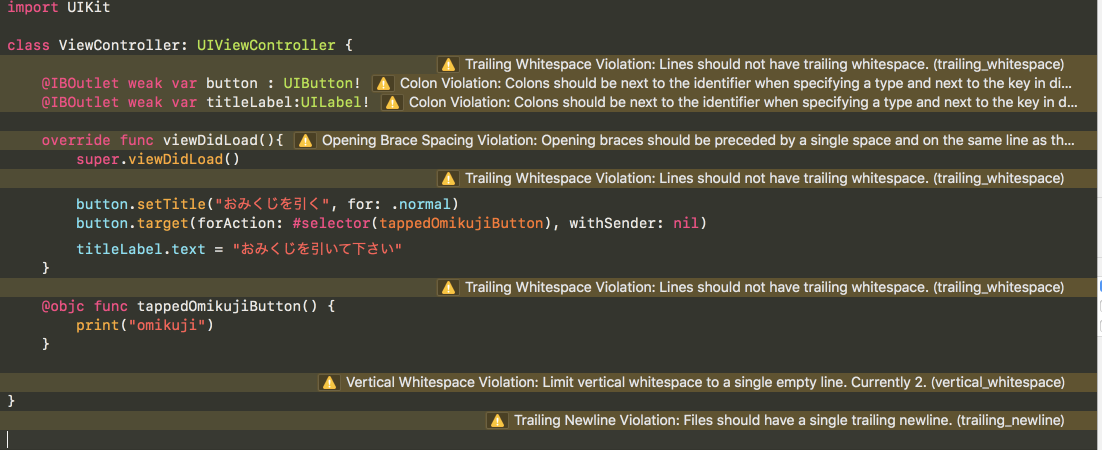 import UIKit
class ViewController: UIViewController {
Trailing Whitespace Violation: Lines should not have trailing whitespace. (trailing_whitespace)
@IBOutlet weak var button : UIButton! Colon Violation: Colons should be next to the identifier when specifying a type and next to the key in di...
@IBOutlet weak var titleLabel:UILabel! Colon Violation: Colons should be next to the identifier when specifying a type and next to the key in d...
override func viewDidLoad(){ Opening Brace Spacing Violation: Opening braces should be preceded by a single space and on the same line as th...
super.viewDidLoad()
Trailing Whitespace Violation: Lines should not have trailing whitespace. (trailing_whitespace)
button.setTitle("おみくじを引く", for: .normal)
button.target(forAction: #selector(tappedOmikujiButton), withSender: nil)
titleLabel.text = "おみくじを引いて下さい"
}
Trailing Whitespace Violation: Lines should not have trailing whitespace. (trailing_whitespace)
@objc func tappedOmikujiButton() {
print("omikuji")
}
Vertical Whitespace Violation: Limit vertical whitespace to a single empty line. Currently 2. (vertical_whitespace)
}
Trailing Newline Violation: Files should have a single trailing newline. (trailing_newline)